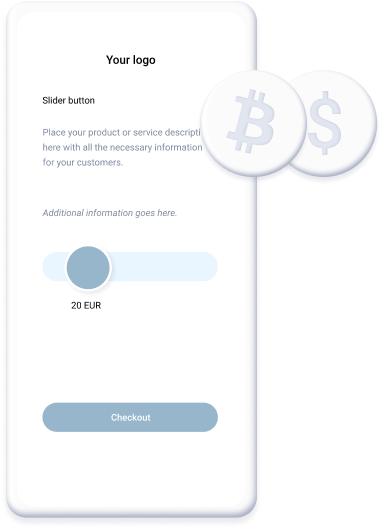 Your logo
Slider button
Place your product or service descripti
here with all the necessary information
for your customers.
Additional information goes here.
20 EUR
Checkout